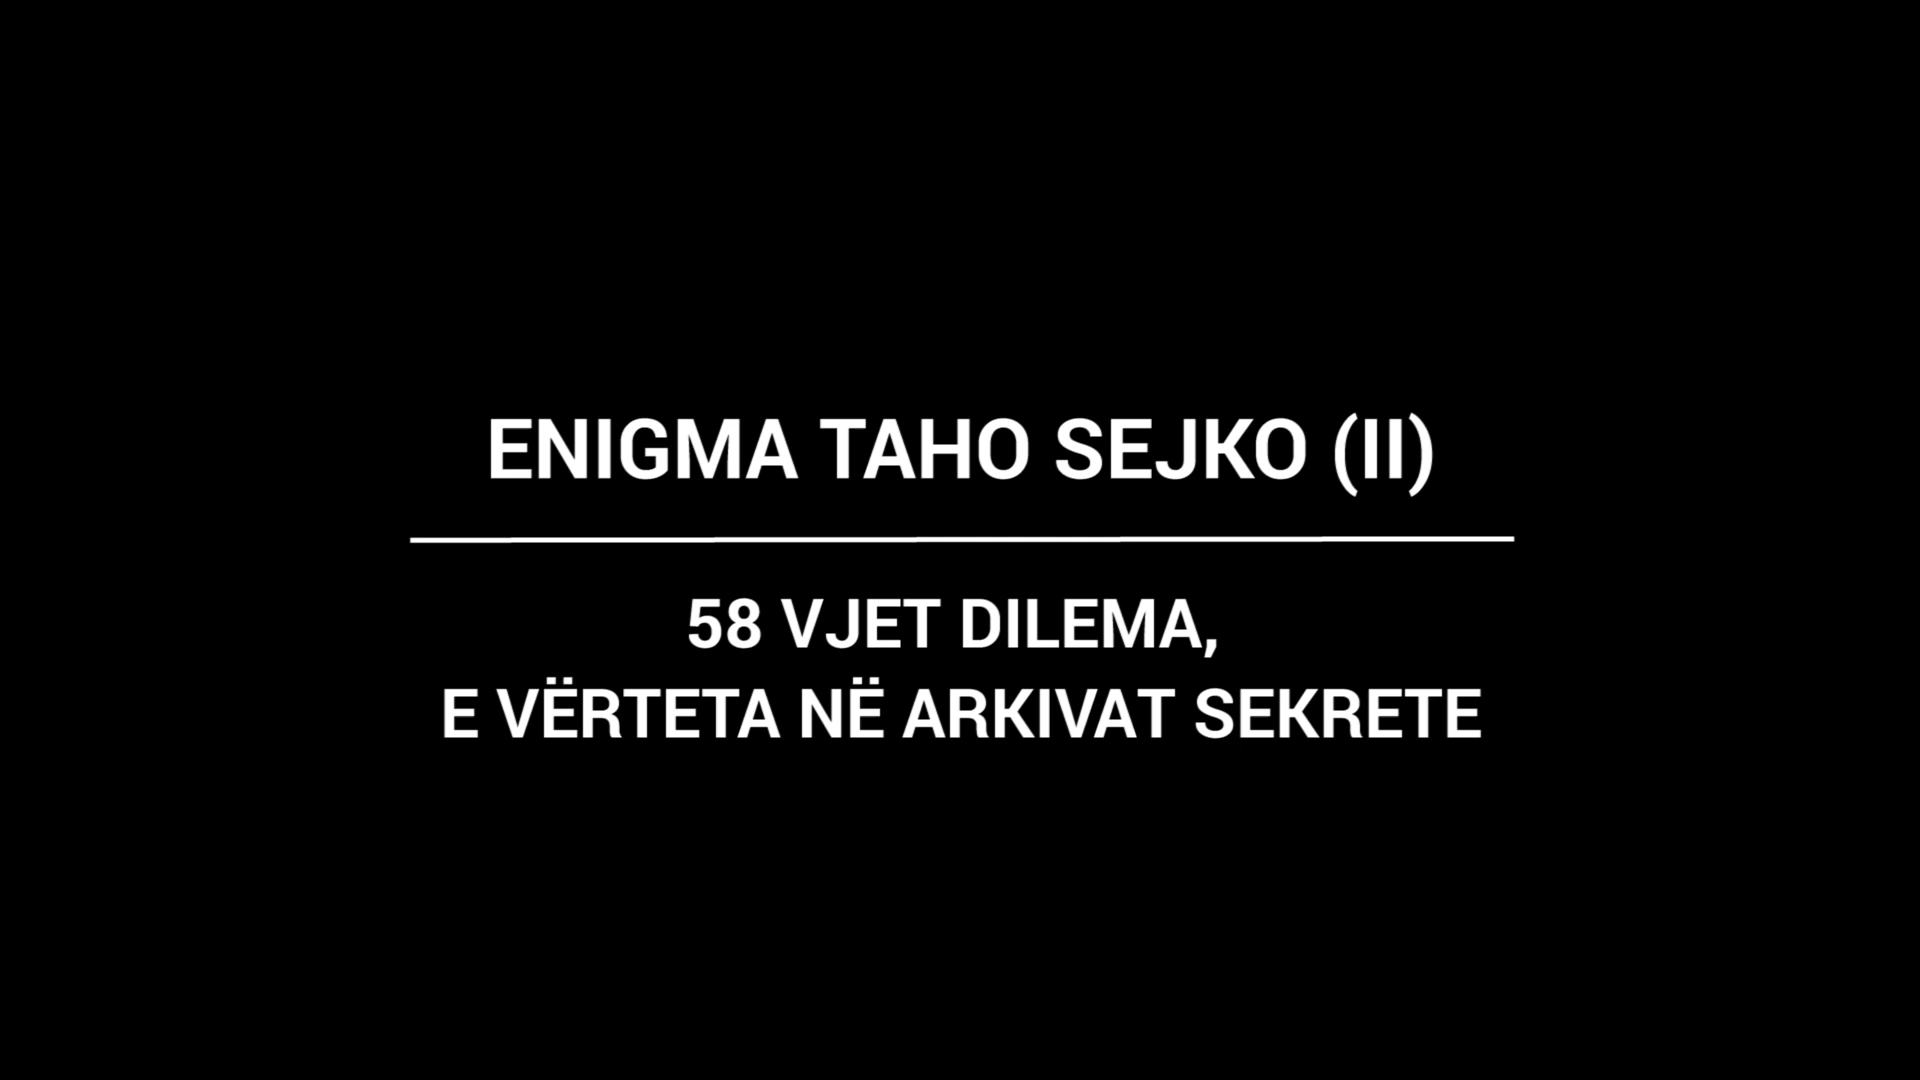 ENIGMA TAHO SEJKO (II)
58 VJET DILEMA,
E VËRTETA NË ARKIVAT SEKRETE